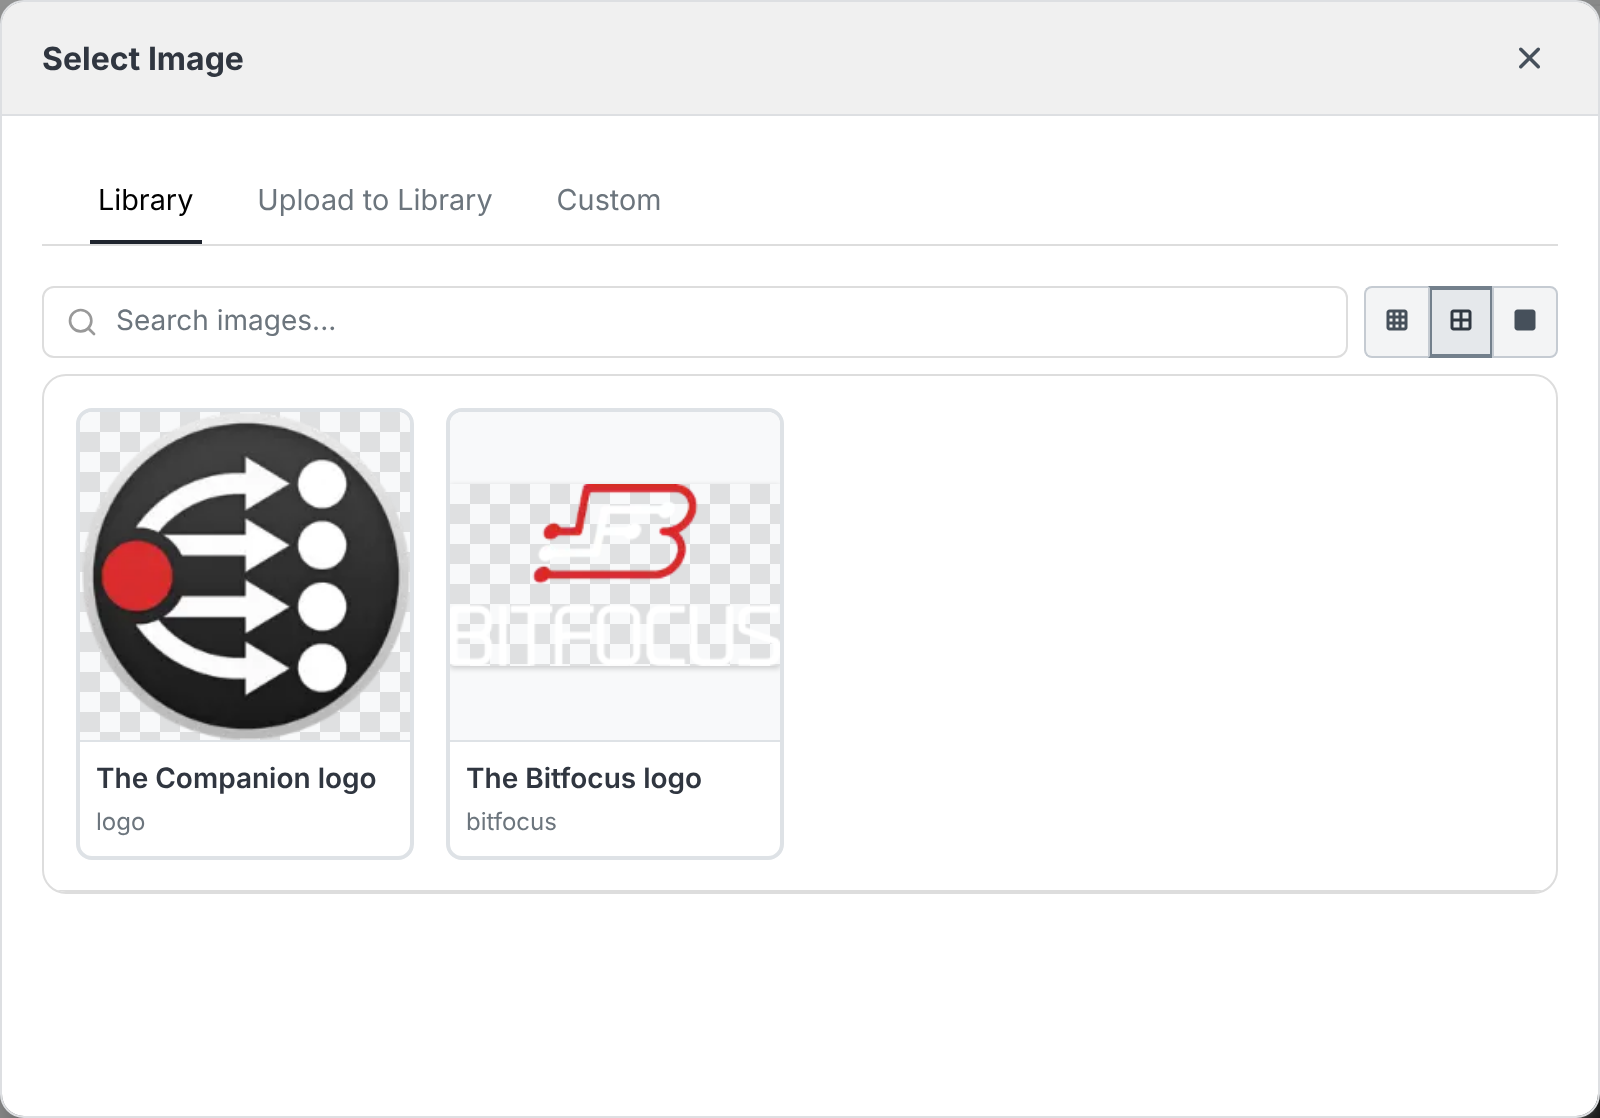 Select Image
Library
Upload to Library
Custom
Search images...
BITFOCUS
The Companion logo
logo
The Bitfocus logo
bitfocus